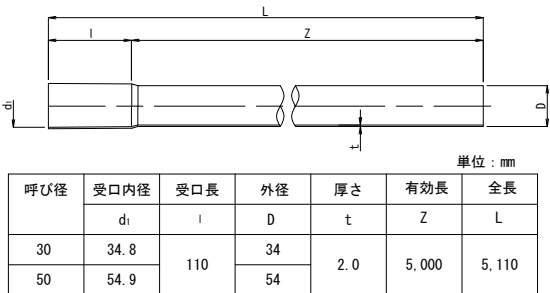 L
l
Z
d₁
D
t
単位：mm
呼び径 受口内径 受口長 外径 厚さ 有効長 全長
d₁ l D t Z L
30 34.8 110 34 2.0 5,000 5,110
50 54.9 54